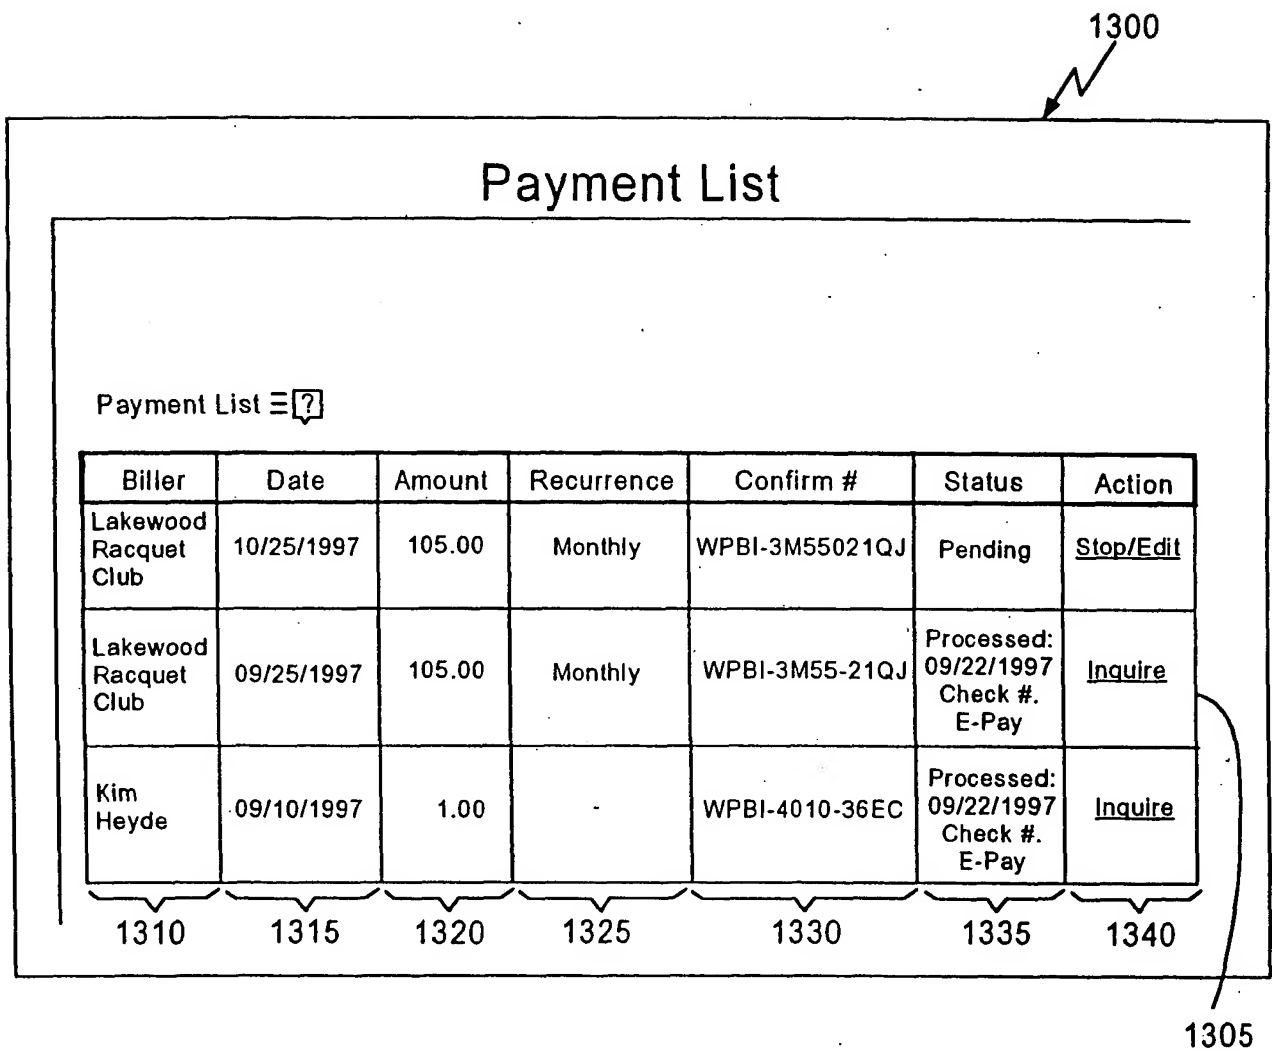 1300
Payment List
Payment List ☰?
Biller Date Amount Recurrence Confirm # Status Action
Lakewood
Racquet
Club
10/25/1997 105.00 Monthly WPBI-3M55021QJ Pending Stop/Edit
Lakewood
Racquet
Club
09/25/1997 105.00 Monthly WPBI-3M55-21QJ
Processed:
09/22/1997
Check #.
E-Pay
Inquire
Kim
Heyde
09/10/1997 1.00 - WPBI-4010-36EC
Processed:
09/22/1997
Check #.
E-Pay
Inquire
1310 1315 1320 1325 1330 1335 1340
1305